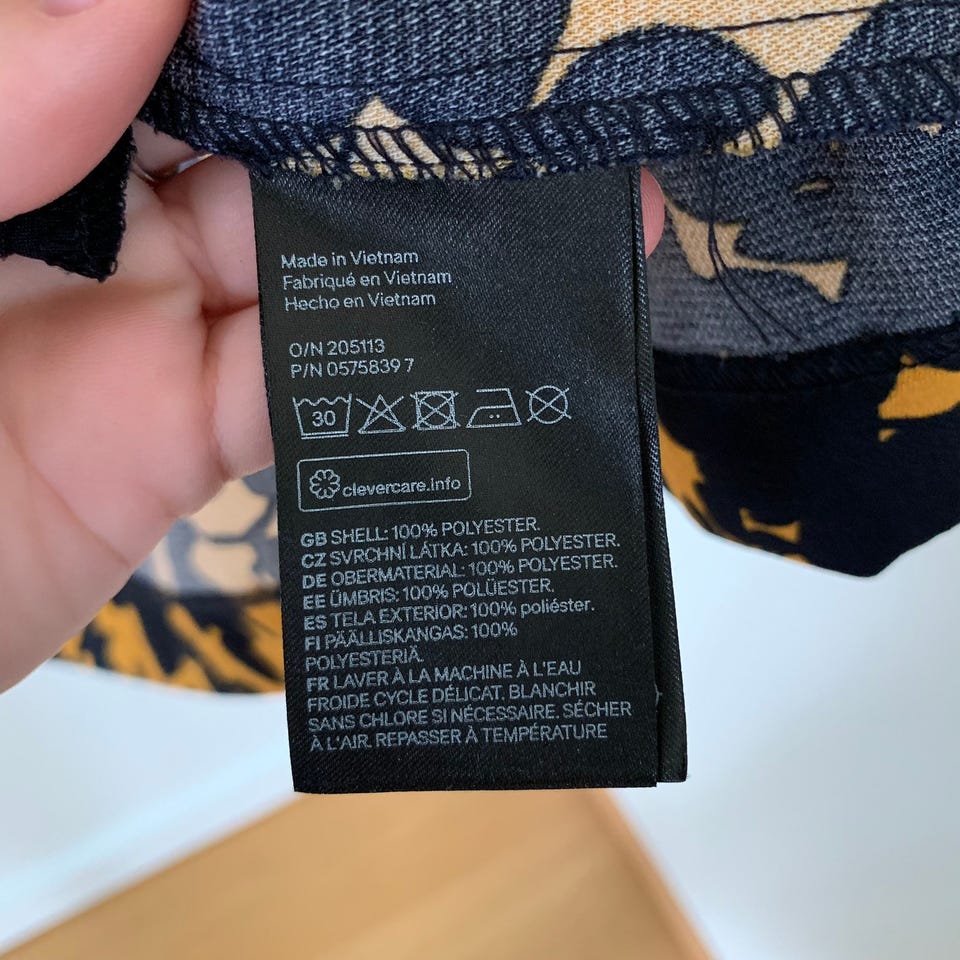 Made in Vietnam
Fabriqué en Vietnam
Hecho en Vietnam
O/N 205113
P/N 0575839 7
30
clevercare.info
GB SHELL: 100% POLYESTER.
CZ SVRCHNÍ LÁTKA: 100% POLYESTER.
DE OBERMATERIAL: 100% POLYESTER.
EE ÜMBRIS: 100% POLÜESTER.
ES TELA EXTERIOR: 100% poliéster.
FI PÄÄLLISKANGAS: 100%
POLYESTERIÄ.
FR LAVER À LA MACHINE À L'EAU
FROIDE CYCLE DÉLICAT. BLANCHIR
SANS CHLORE SI NÉCESSAIRE. SÉCHER
À L'AIR. REPASSER À TEMPÉRATURE